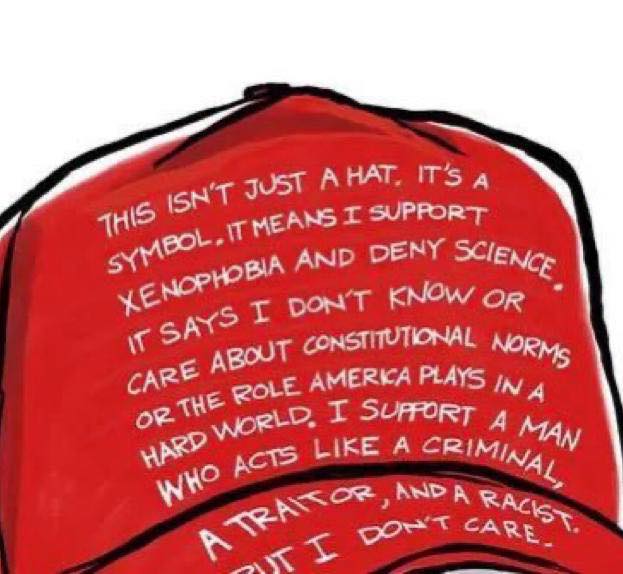 THIS ISN'T JUST A HAT. IT'S A
SYMBOL. IT MEANS I SUPPORT
XENOPHOBIA AND DENY SCIENCE.
IT SAYS I DON'T KNOW OR
CARE ABOUT CONSTITUTIONAL NORMS
OR THE ROLE AMERICA PLAYS IN A
HARD WORLD. I SUPPORT A MAN
WHO ACTS LIKE A CRIMINAL,
A TRAITOR, AND A RACIST.
BUT I DON'T CARE.